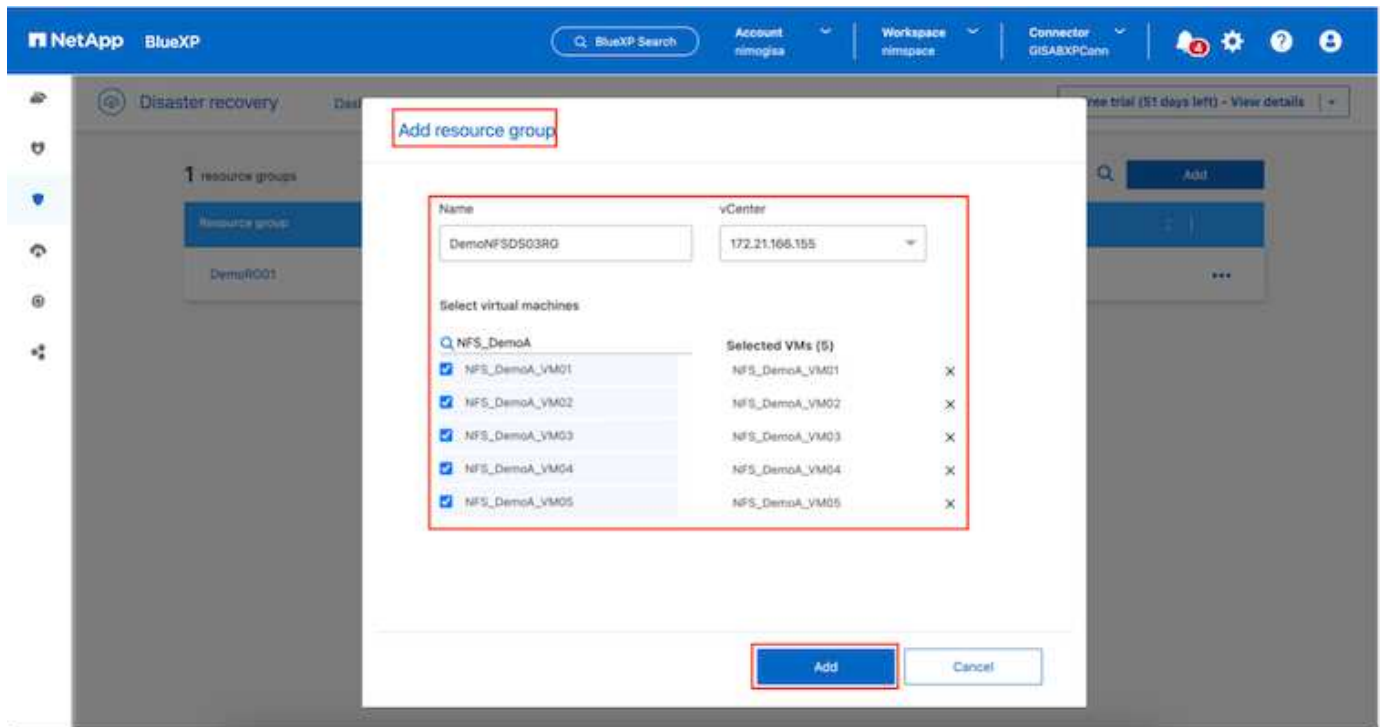 NetApp BlueXP
BlueXP Search
Account
nimogisa
Workspace
nimspace
Connector
GISABXPConn
4
Disaster recovery
Free trial (51 days left) - View details
1 resource groups
Add
Resource group
DemoRG01
Add resource group
Name
vCenter
DemoNFSDS03RG
172.21.166.155
Select virtual machines
NFS_DemoA
Selected VMs (5)
NFS_DemoA_VM01 NFS_DemoA_VM01
NFS_DemoA_VM02 NFS_DemoA_VM02
NFS_DemoA_VM03 NFS_DemoA_VM03
NFS_DemoA_VM04 NFS_DemoA_VM04
NFS_DemoA_VM05 NFS_DemoA_VM05
Add
Cancel